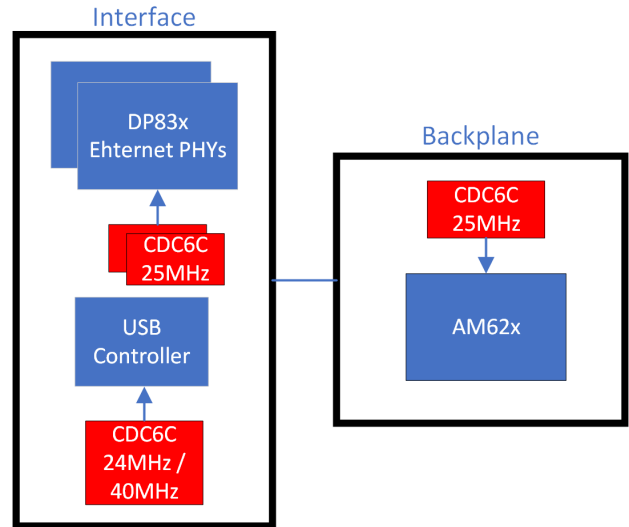 Interface
DP83x
Ehternet PHYs
CDC6C
25MHz
USB
Controller
CDC6C
24MHz /
40MHz
Backplane
CDC6C
25MHz
AM62x